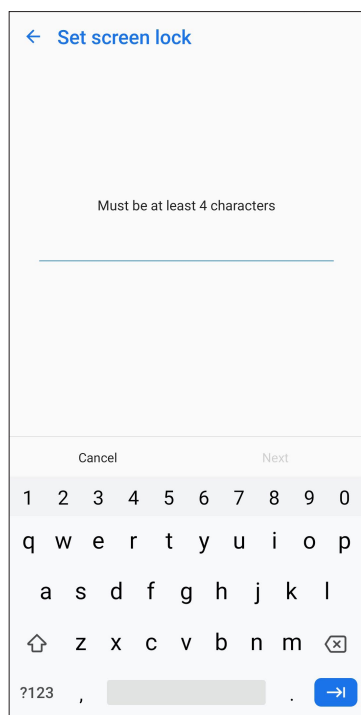 Set screen lock
Must be at least 4 characters
Cancel Next
1 2 3 4 5 6 7 8 9 0
q w e r t y u i o p
a s d f g h j k l
z x c v b n m
?123 , .